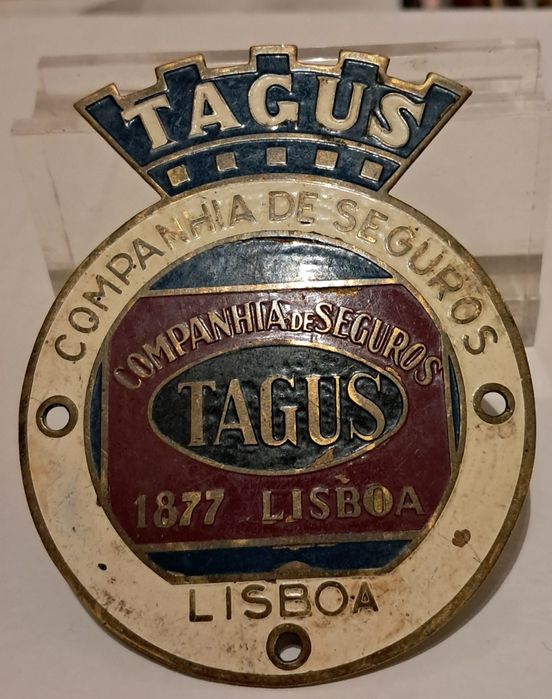 TAGUS
COMPANHIA DE SEGUROS
COMPANHIA DE SEGUROS
TAGUS
1877 LISBOA
LISBOA